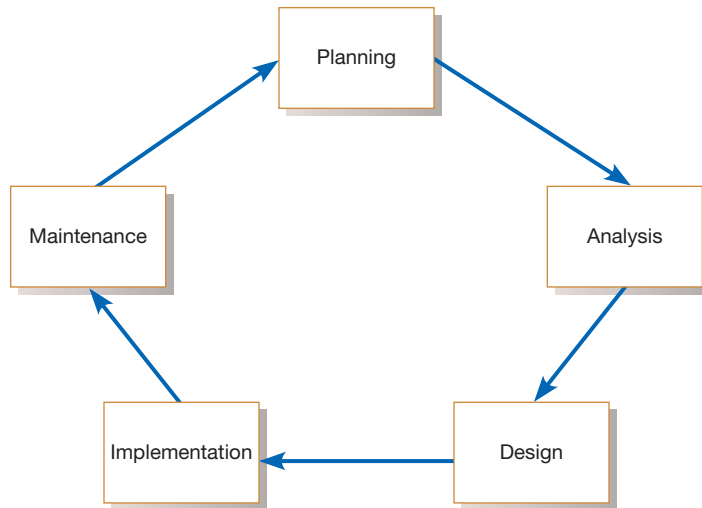 Planning
Analysis
Design
Implementation
Maintenance